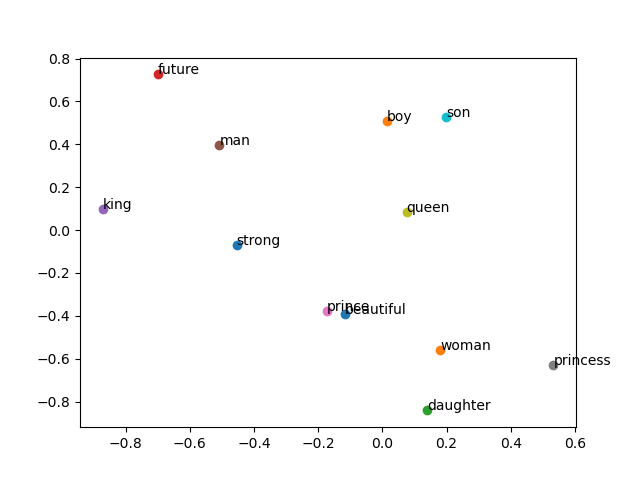 0.8
0.6
0.4
0.2
0.0
−0.2
−0.4
−0.6
−0.8
future
son
boy
man
king
queen
strong
prince
beautiful
woman
princess
daughter
−0.8 −0.6 −0.4 −0.2 0.0 0.2 0.4 0.6